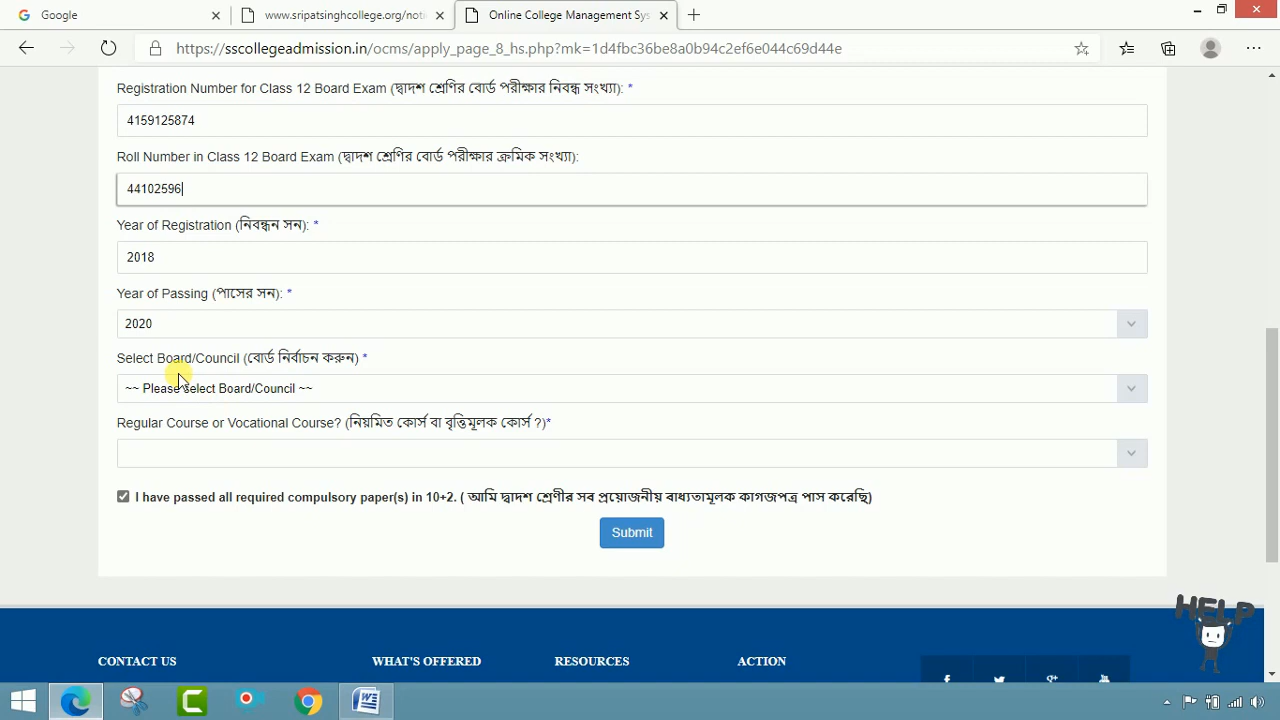 Google
www.sripatsinghcollege.org/note
Online College Management Sys
https://sscollegeadmission.in/ocms/apply_page_8_hs.php?mk=1d4fbc36be8a0b94c2ef6e044c69d44e
Registration Number for Class 12 Board Exam (দ্বাদশ শ্রেণির বোর্ড পরীক্ষার নিবন্ধ সংখ্যা): *
4159125874
Roll Number in Class 12 Board Exam (দ্বাদশ শ্রেণির বোর্ড পরীক্ষার ক্রমিক সংখ্যা):
44102596
Year of Registration (নিবন্ধন সন): *
2018
Year of Passing (পাসের সন): *
2020
Select Board/Council (বোর্ড নির্বাচন করুন) *
~~ Please Select Board/Council ~~
Regular Course or Vocational Course? (নিয়মিত কোর্স বা বৃত্তিমূলক কোর্স ?)*
I have passed all required compulsory paper(s) in 10+2. ( আমি দ্বাদশ শ্রেণীর সব প্রয়োজনীয় বাধ্যতামূলক কাগজপত্র পাস করেছি)
Submit
HELP
CONTACT US
WHAT'S OFFERED
RESOURCES
ACTION